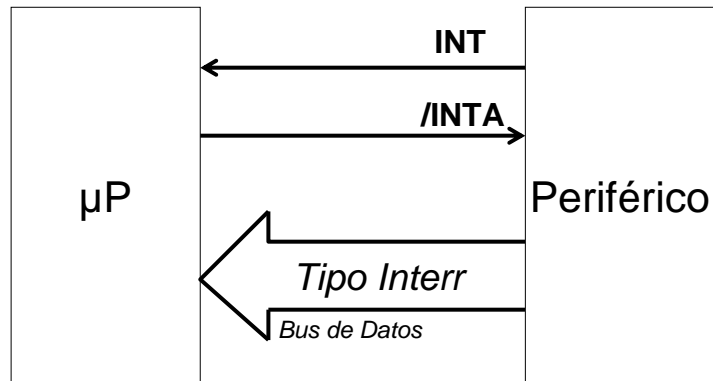 INT
/INTA
µP
Periférico
Tipo Interr
Bus de Datos